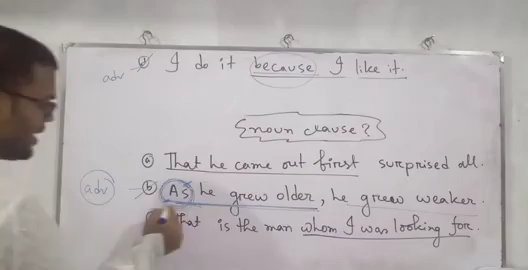 adv (d) I do it because I like it.
{noun clause?}
(a) That he came out first surprised all.
adv (b) As he grew older, he grew weaker.
That is the man whom I was looking for.